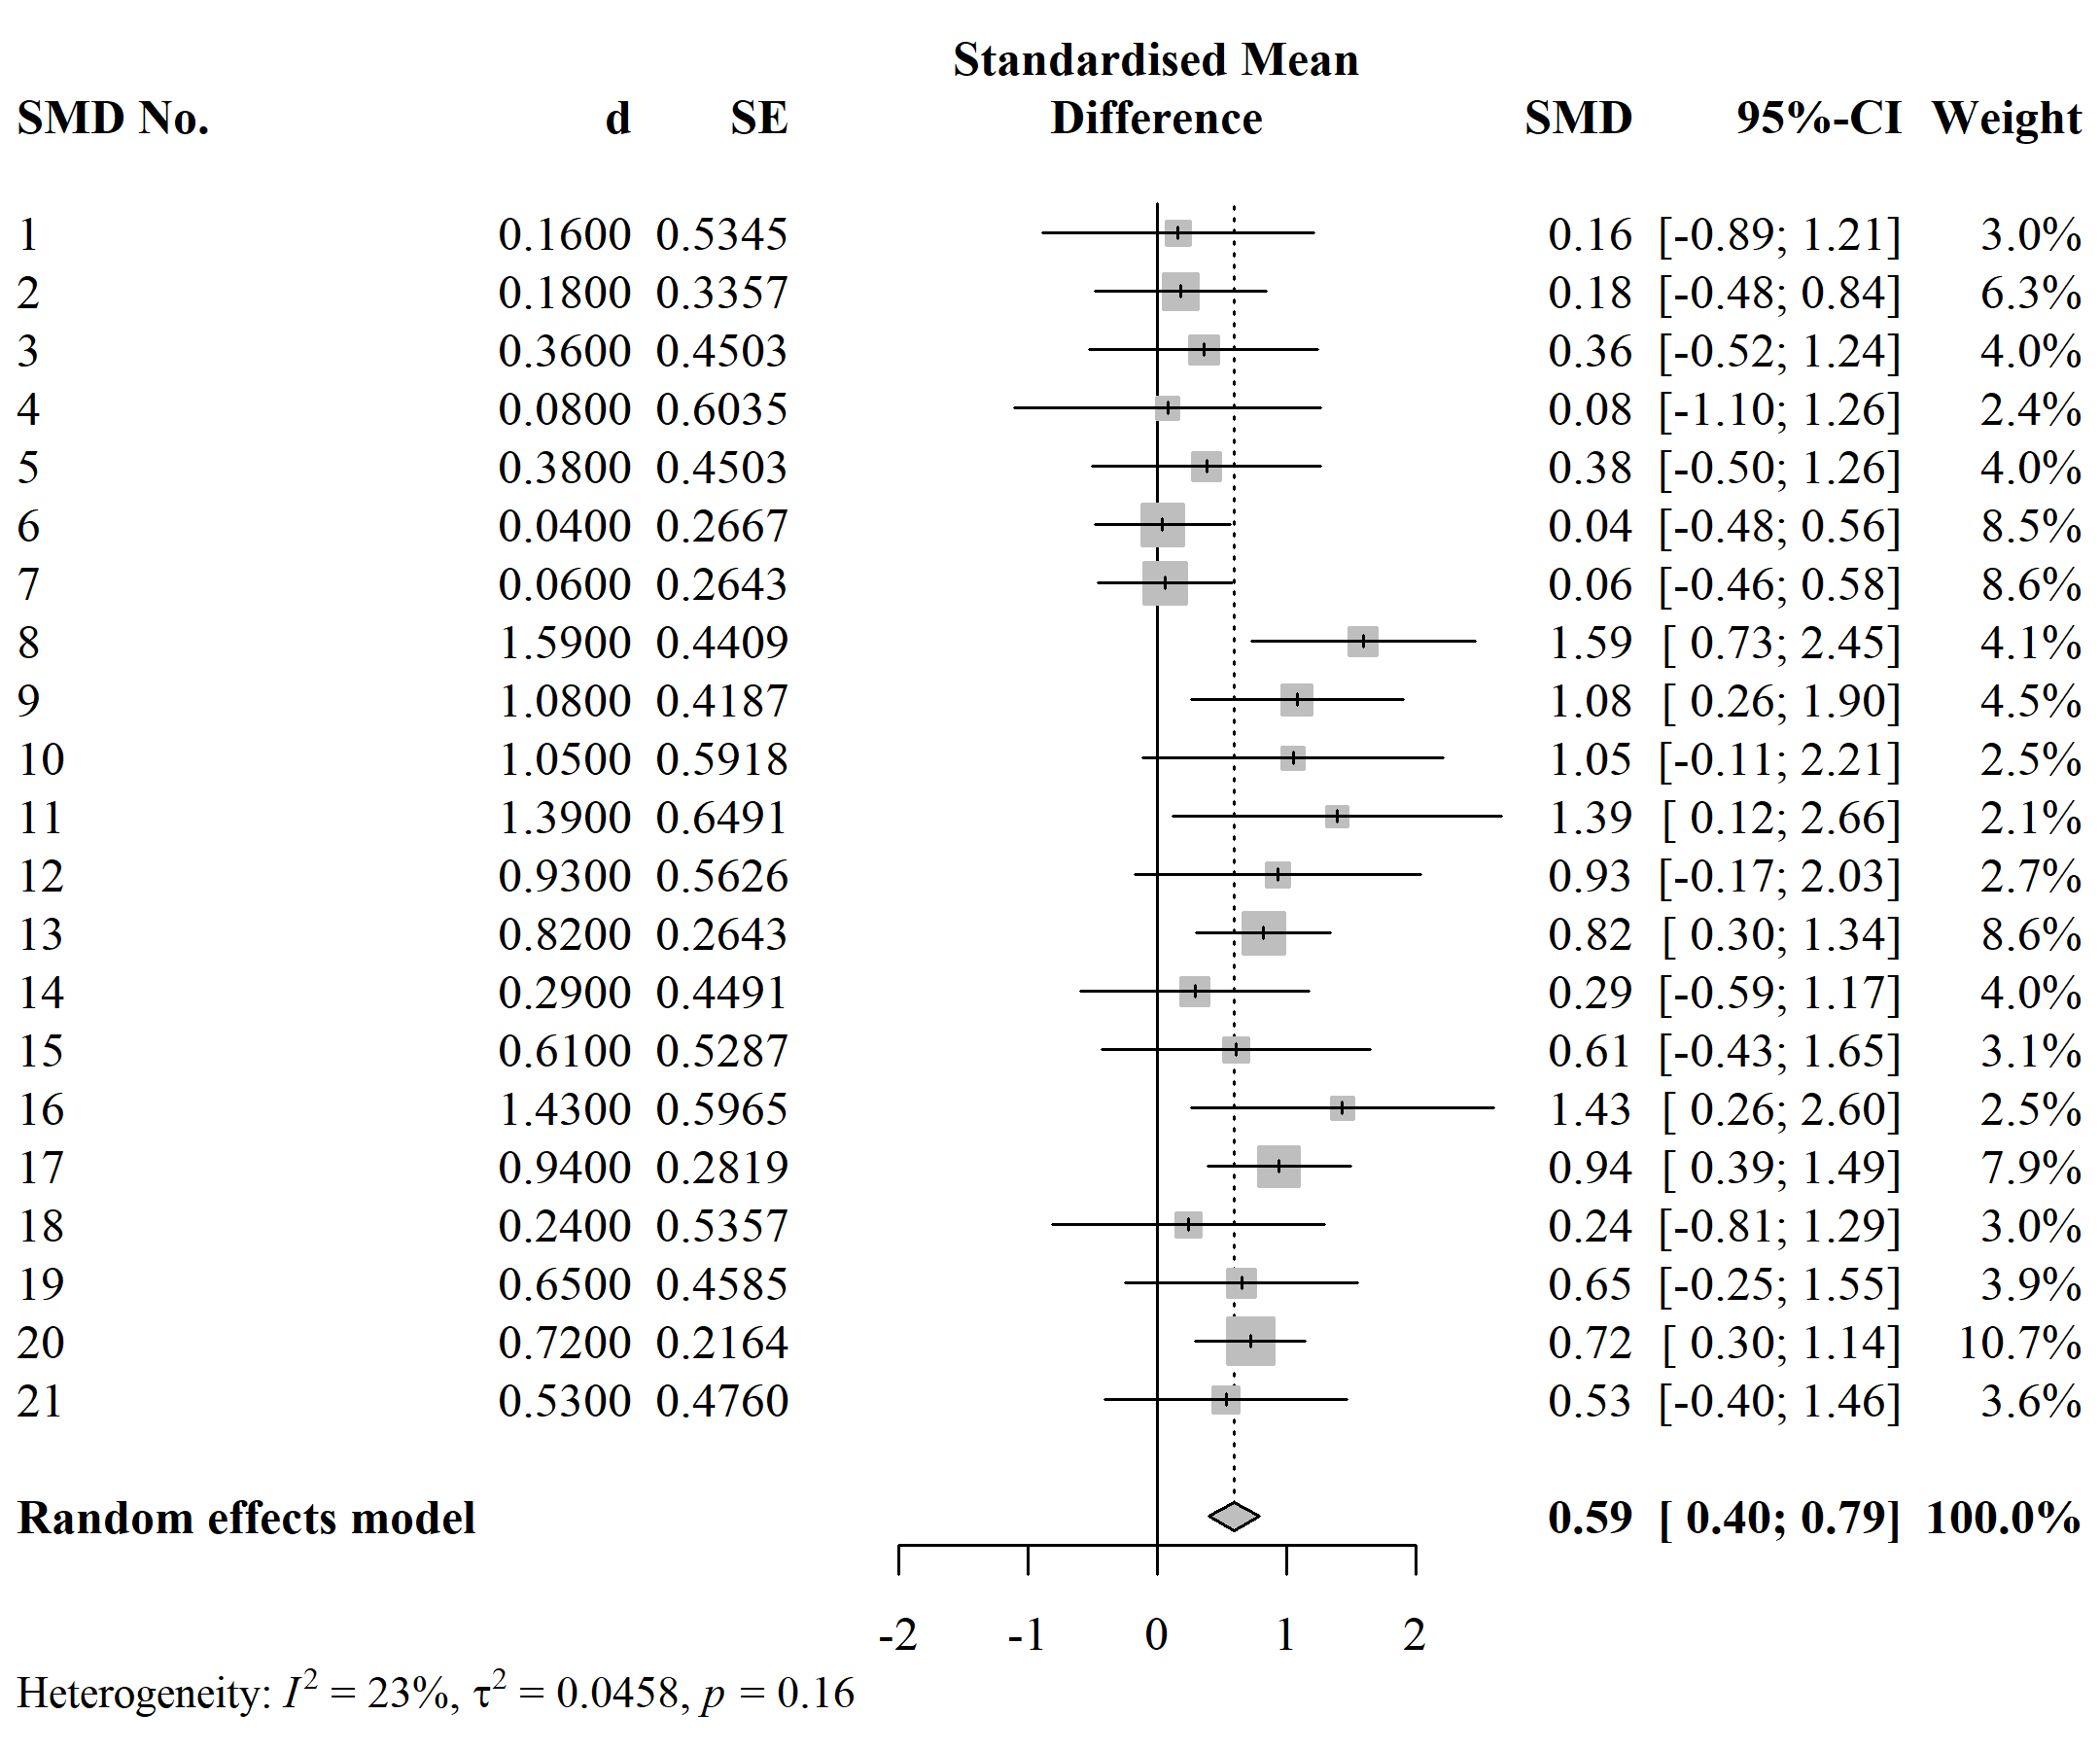 Standardised Mean
SMD No. d SE Difference SMD 95%-CI Weight
1 0.1600 0.5345 0.16 [-0.89; 1.21] 3.0%
2 0.1800 0.3357 0.18 [-0.48; 0.84] 6.3%
3 0.3600 0.4503 0.36 [-0.52; 1.24] 4.0%
4 0.0800 0.6035 0.08 [-1.10; 1.26] 2.4%
5 0.3800 0.4503 0.38 [-0.50; 1.26] 4.0%
6 0.0400 0.2667 0.04 [-0.48; 0.56] 8.5%
7 0.0600 0.2643 0.06 [-0.46; 0.58] 8.6%
8 1.5900 0.4409 1.59 [ 0.73; 2.45] 4.1%
9 1.0800 0.4187 1.08 [ 0.26; 1.90] 4.5%
10 1.0500 0.5918 1.05 [-0.11; 2.21] 2.5%
11 1.3900 0.6491 1.39 [ 0.12; 2.66] 2.1%
12 0.9300 0.5626 0.93 [-0.17; 2.03] 2.7%
13 0.8200 0.2643 0.82 [ 0.30; 1.34] 8.6%
14 0.2900 0.4491 0.29 [-0.59; 1.17] 4.0%
15 0.6100 0.5287 0.61 [-0.43; 1.65] 3.1%
16 1.4300 0.5965 1.43 [ 0.26; 2.60] 2.5%
17 0.9400 0.2819 0.94 [ 0.39; 1.49] 7.9%
18 0.2400 0.5357 0.24 [-0.81; 1.29] 3.0%
19 0.6500 0.4585 0.65 [-0.25; 1.55] 3.9%
20 0.7200 0.2164 0.72 [ 0.30; 1.14] 10.7%
21 0.5300 0.4760 0.53 [-0.40; 1.46] 3.6%
Random effects model 0.59 [ 0.40; 0.79] 100.0%
-2 -1 0 1 2
Heterogeneity: I² = 23%, τ² = 0.0458, p = 0.16